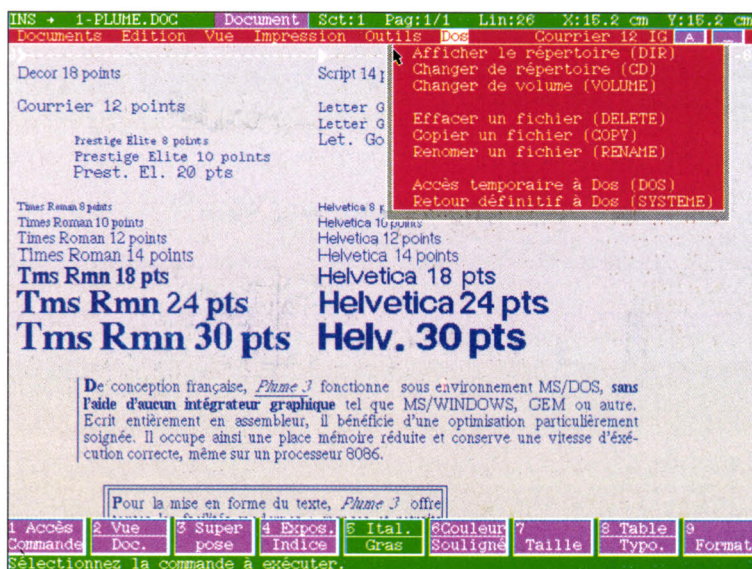 INS → 1-PLUME.DOC Document Sct:1 Pag:1/1 Lin:26 X:15.2 cm Y:15.2 cm
Documents Edition Vue Impression Outils Dos Courrier 12 IG A
Afficher le répertoire (DIR)
Changer de répertoire (CD)
Changer de volume (VOLUME)
Effacer un fichier (DELETE)
Copier un fichier (COPY)
Renomer un fichier (RENAME)
Accès temporaire à Dos (DOS)
Retour définitif à Dos (SYSTEME)
Decor 18 points
Script 14
Courrier 12 points
Letter G
Letter G
Let. Go
Prestige Elite 8 points
Prestige Elite 10 points
Prest. El. 20 pts
Times Roman 8 points
Times Roman 10 points
Times Roman 12 points
Times Roman 14 points
Tms Rmn 18 pts
Tms Rmn 24 pts
Tms Rmn 30 pts
Helvetica 8 p
Helvetica 10 points
Helvetica 12 points
Helvetica 14 points
Helvetica 18 pts
Helvetica 24 pts
Helv. 30 pts
De conception française, Plume 3 fonctionne sous environnement MS/DOS, sans
l'aide d'aucun intégrateur graphique tel que MS/WINDOWS, GEM ou autre.
Ecrit entièrement en assembleur, il bénéficie d'une optimisation particulièrement
soignée. Il occupe ainsi une place mémoire réduite et conserve une vitesse d'éxé-
cution correcte, même sur un processeur 8086.
Pour la mise en forme du texte, Plume 3 offre
1 Accès Commande
2 Vue Doc.
3 Super pose
4 Expos. Indice
5 Ital. Gras
6 Couleur Souligné
7 Taille
8 Table Typo.
9 Format
Sélectionnez la commande à exécuter.